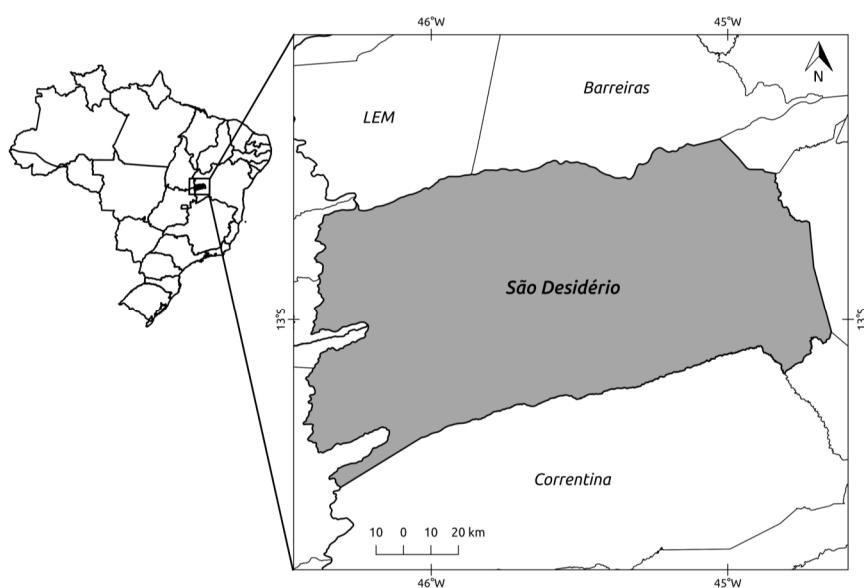 46°W 45°W
N
Barreiras
LEM
São Desidério
13°S 13°S
Correntina
10 0 10 20 km
46°W 45°W